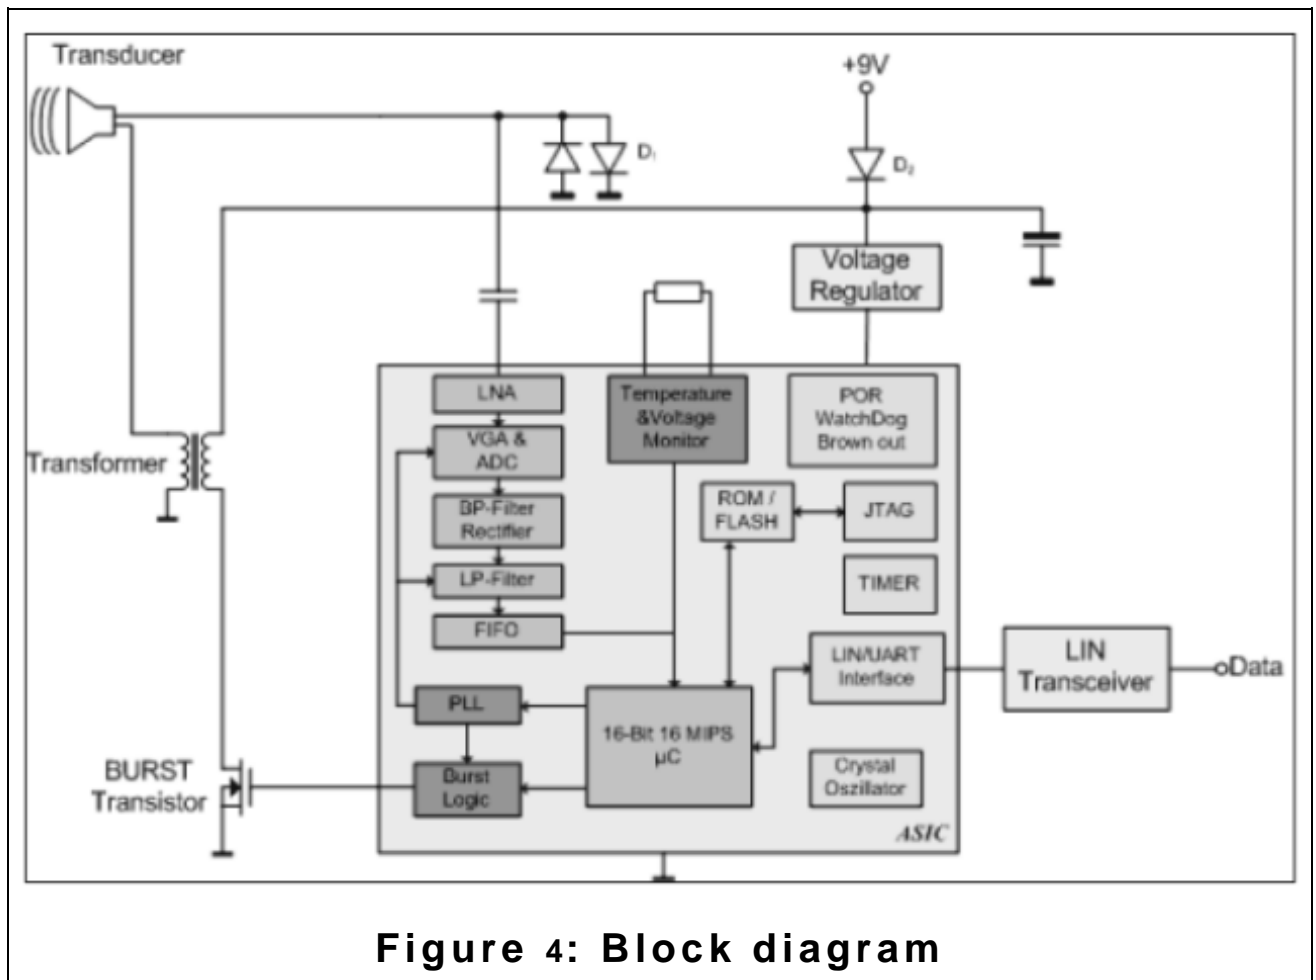 Transducer
+9V
D₁
D₂
Voltage
Regulator
LNA
Temperature
&Voltage
Monitor
POR
WatchDog
Brown out
VGA &
ADC
Transformer
ROM /
FLASH
JTAG
BP-Filter
Rectifier
LP-Filter
TIMER
FIFO
LIN/UART
Interface
LIN
Transceiver
Data
PLL
16-Bit 16 MIPS
µC
BURST
Transistor
Burst
Logic
Crystal
Oszillator
ASIC
Figure 4: Block diagram